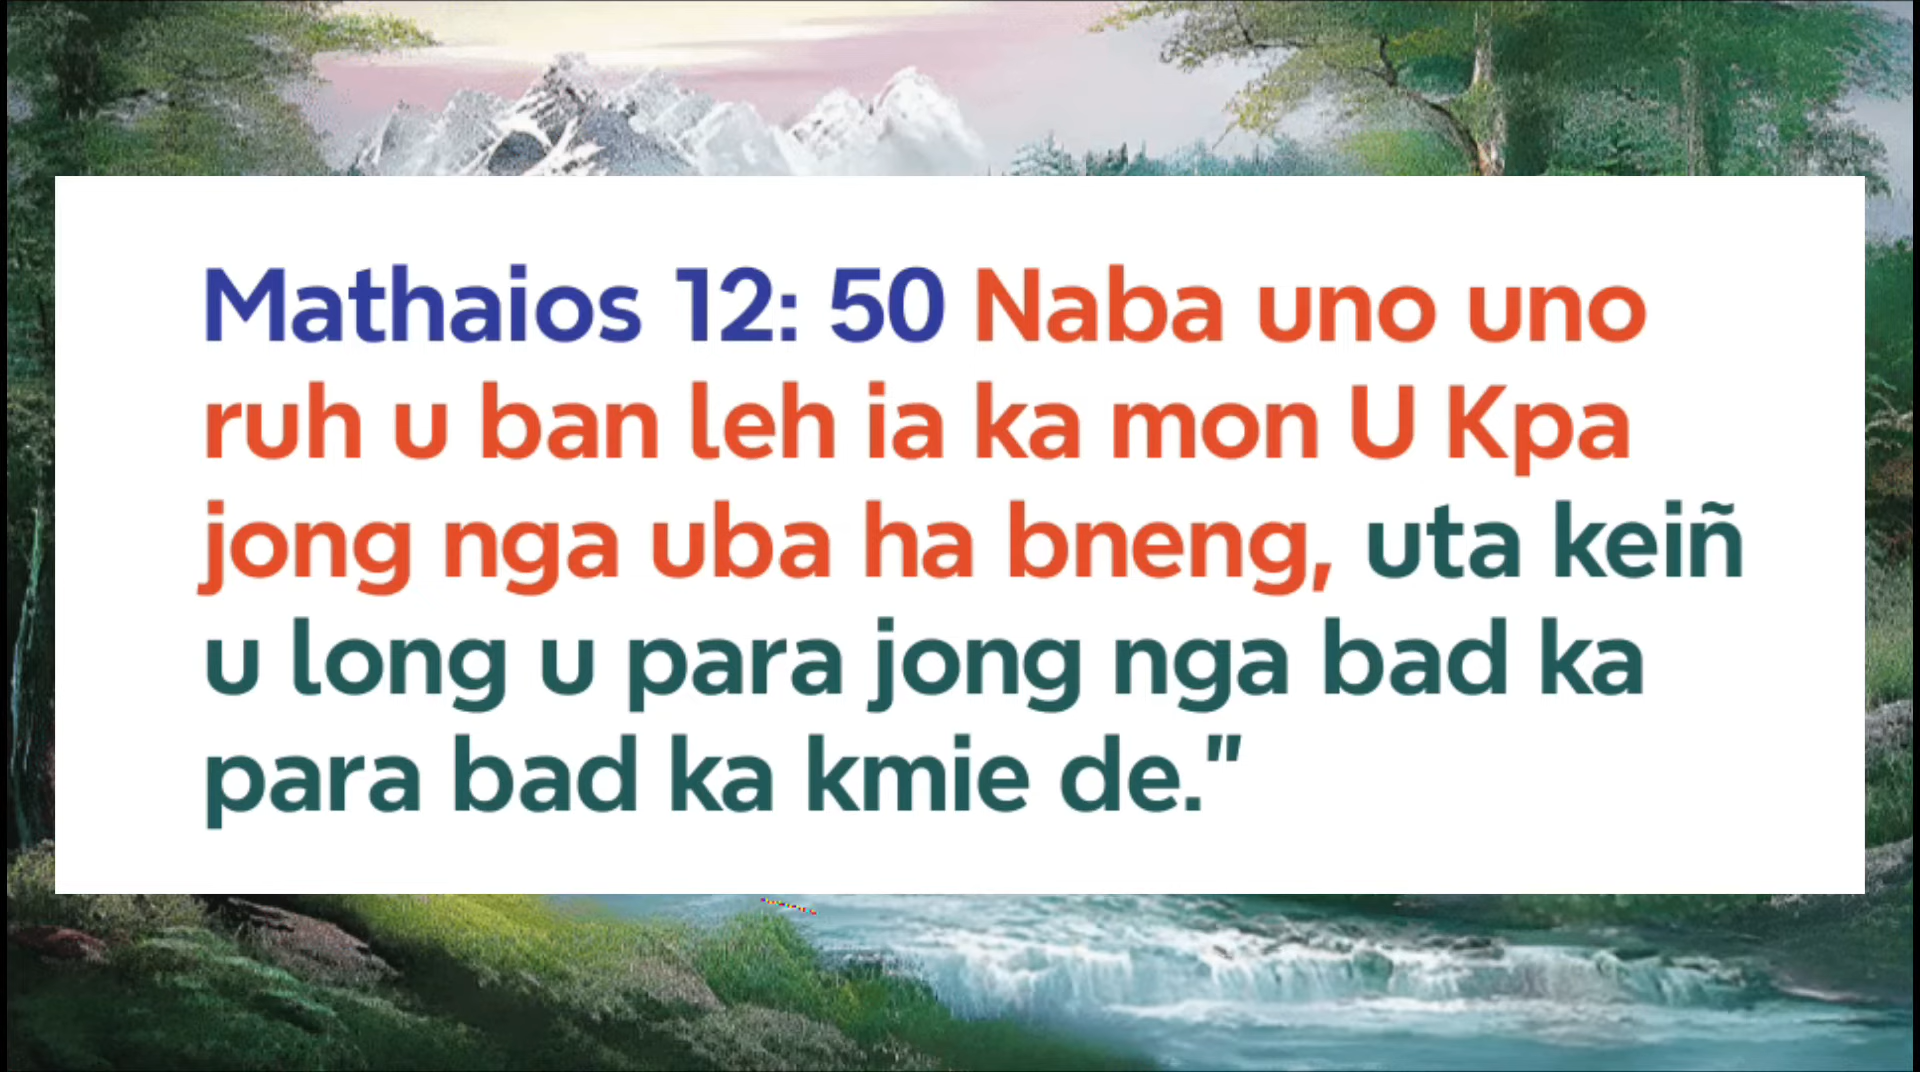 Mathaios 12: 50 Naba uno uno
ruh u ban leh ia ka mon U Kpa
jong nga uba ha bneng, uta keiñ
u long u para jong nga bad ka
para bad ka kmie de."